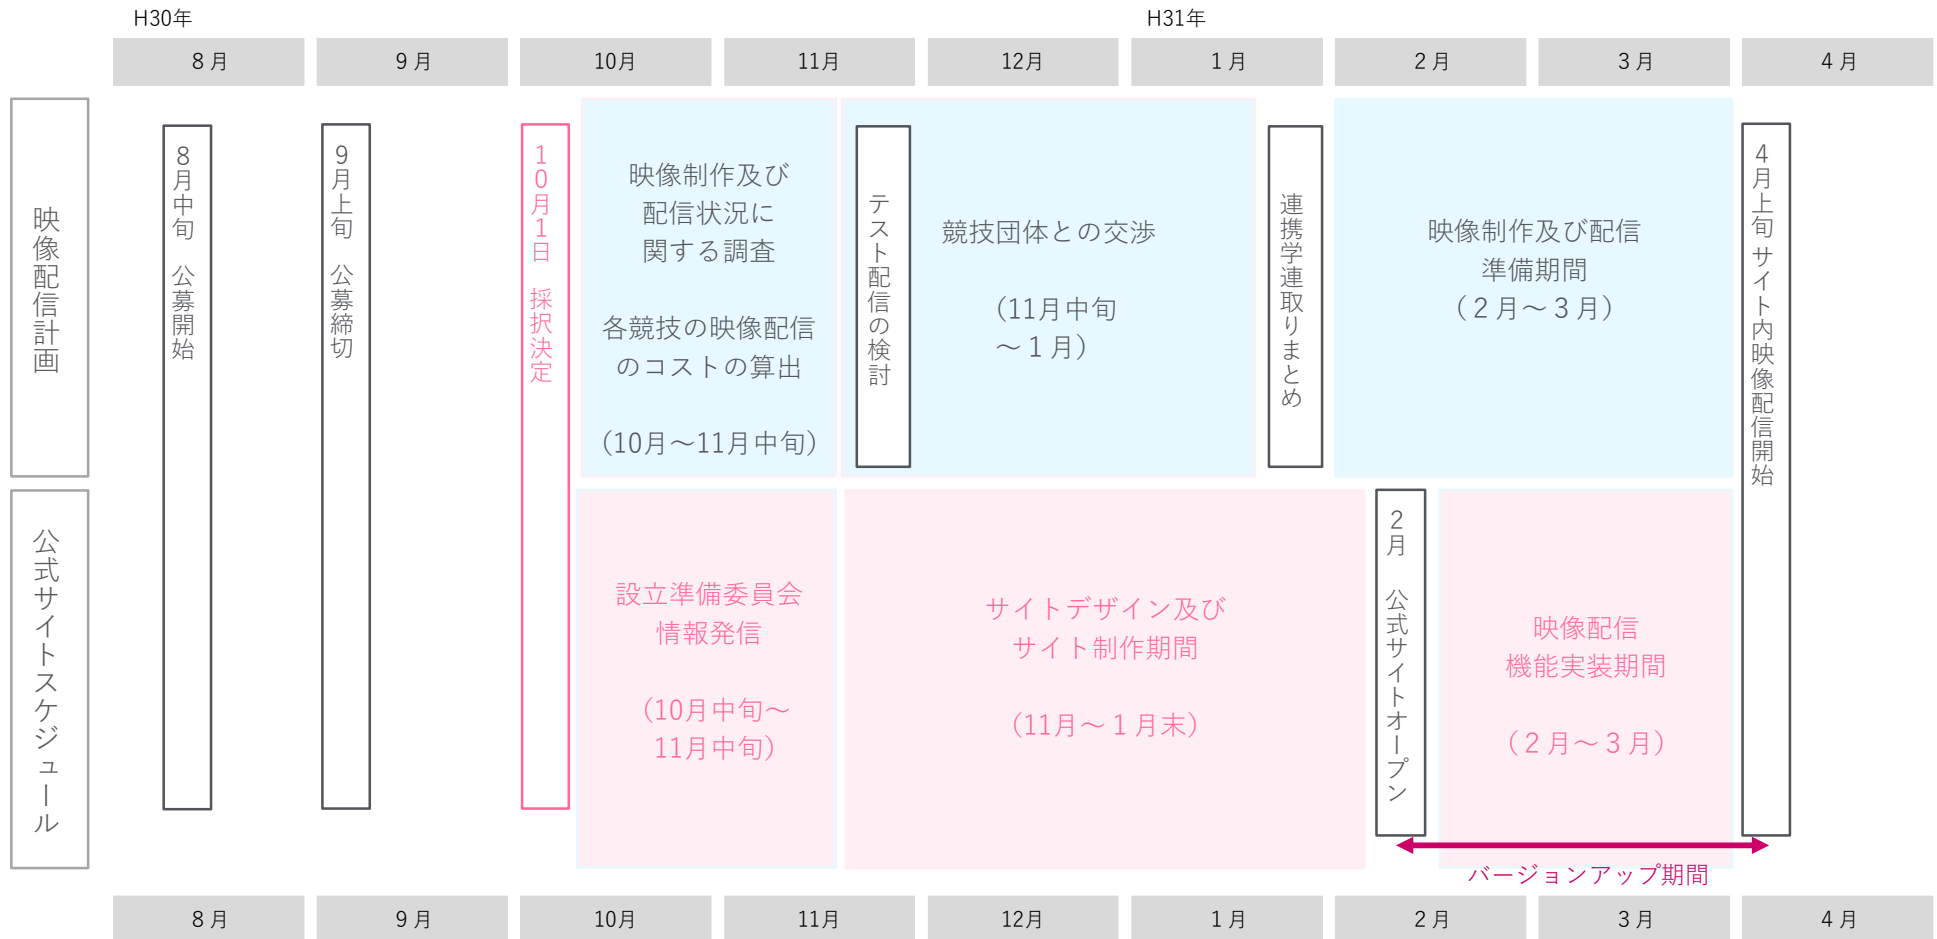 H30年
H31年
8月
9月
10月
11月
12月
1月
2月
3月
4月
映像配信計画
8月中旬　公募開始
9月上旬　公募締切
10月1日　採択決定
映像制作及び
配信状況に
関する調査
各競技の映像配信
のコストの算出
（10月～11月中旬）
テスト配信の検討
競技団体との交渉
（11月中旬
～1月）
連携学連取りまとめ
映像制作及び配信
準備期間
（2月～3月）
4月上旬 サイト内映像配信開始
公式サイトスケジュール
設立準備委員会
情報発信
（10月中旬～
11月中旬）
サイトデザイン及び
サイト制作期間
（11月～1月末）
2月　公式サイトオープン
映像配信
機能実装期間
（2月～3月）
バージョンアップ期間
8月
9月
10月
11月
12月
1月
2月
3月
4月